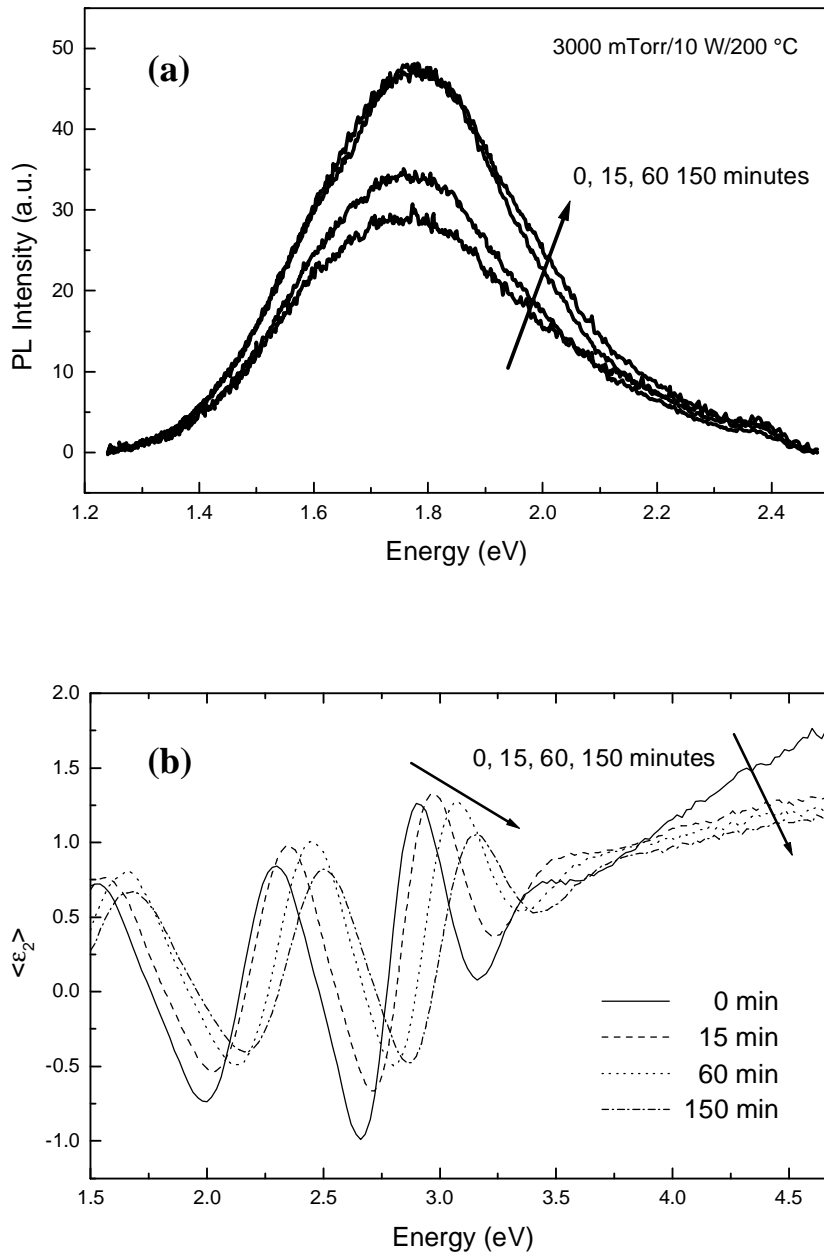 (a)
3000 mTorr/10 W/200 °C
0, 15, 60 150 minutes
PL Intensity (a.u.)
50
40
30
20
10
0
1.2 1.4 1.6 1.8 2.0 2.2 2.4
Energy (eV)
(b)
0, 15, 60, 150 minutes
<ε₂>
2.0
1.5
1.0
0.5
0.0
-0.5
-1.0
0 min
15 min
60 min
150 min
1.5 2.0 2.5 3.0 3.5 4.0 4.5
Energy (eV)